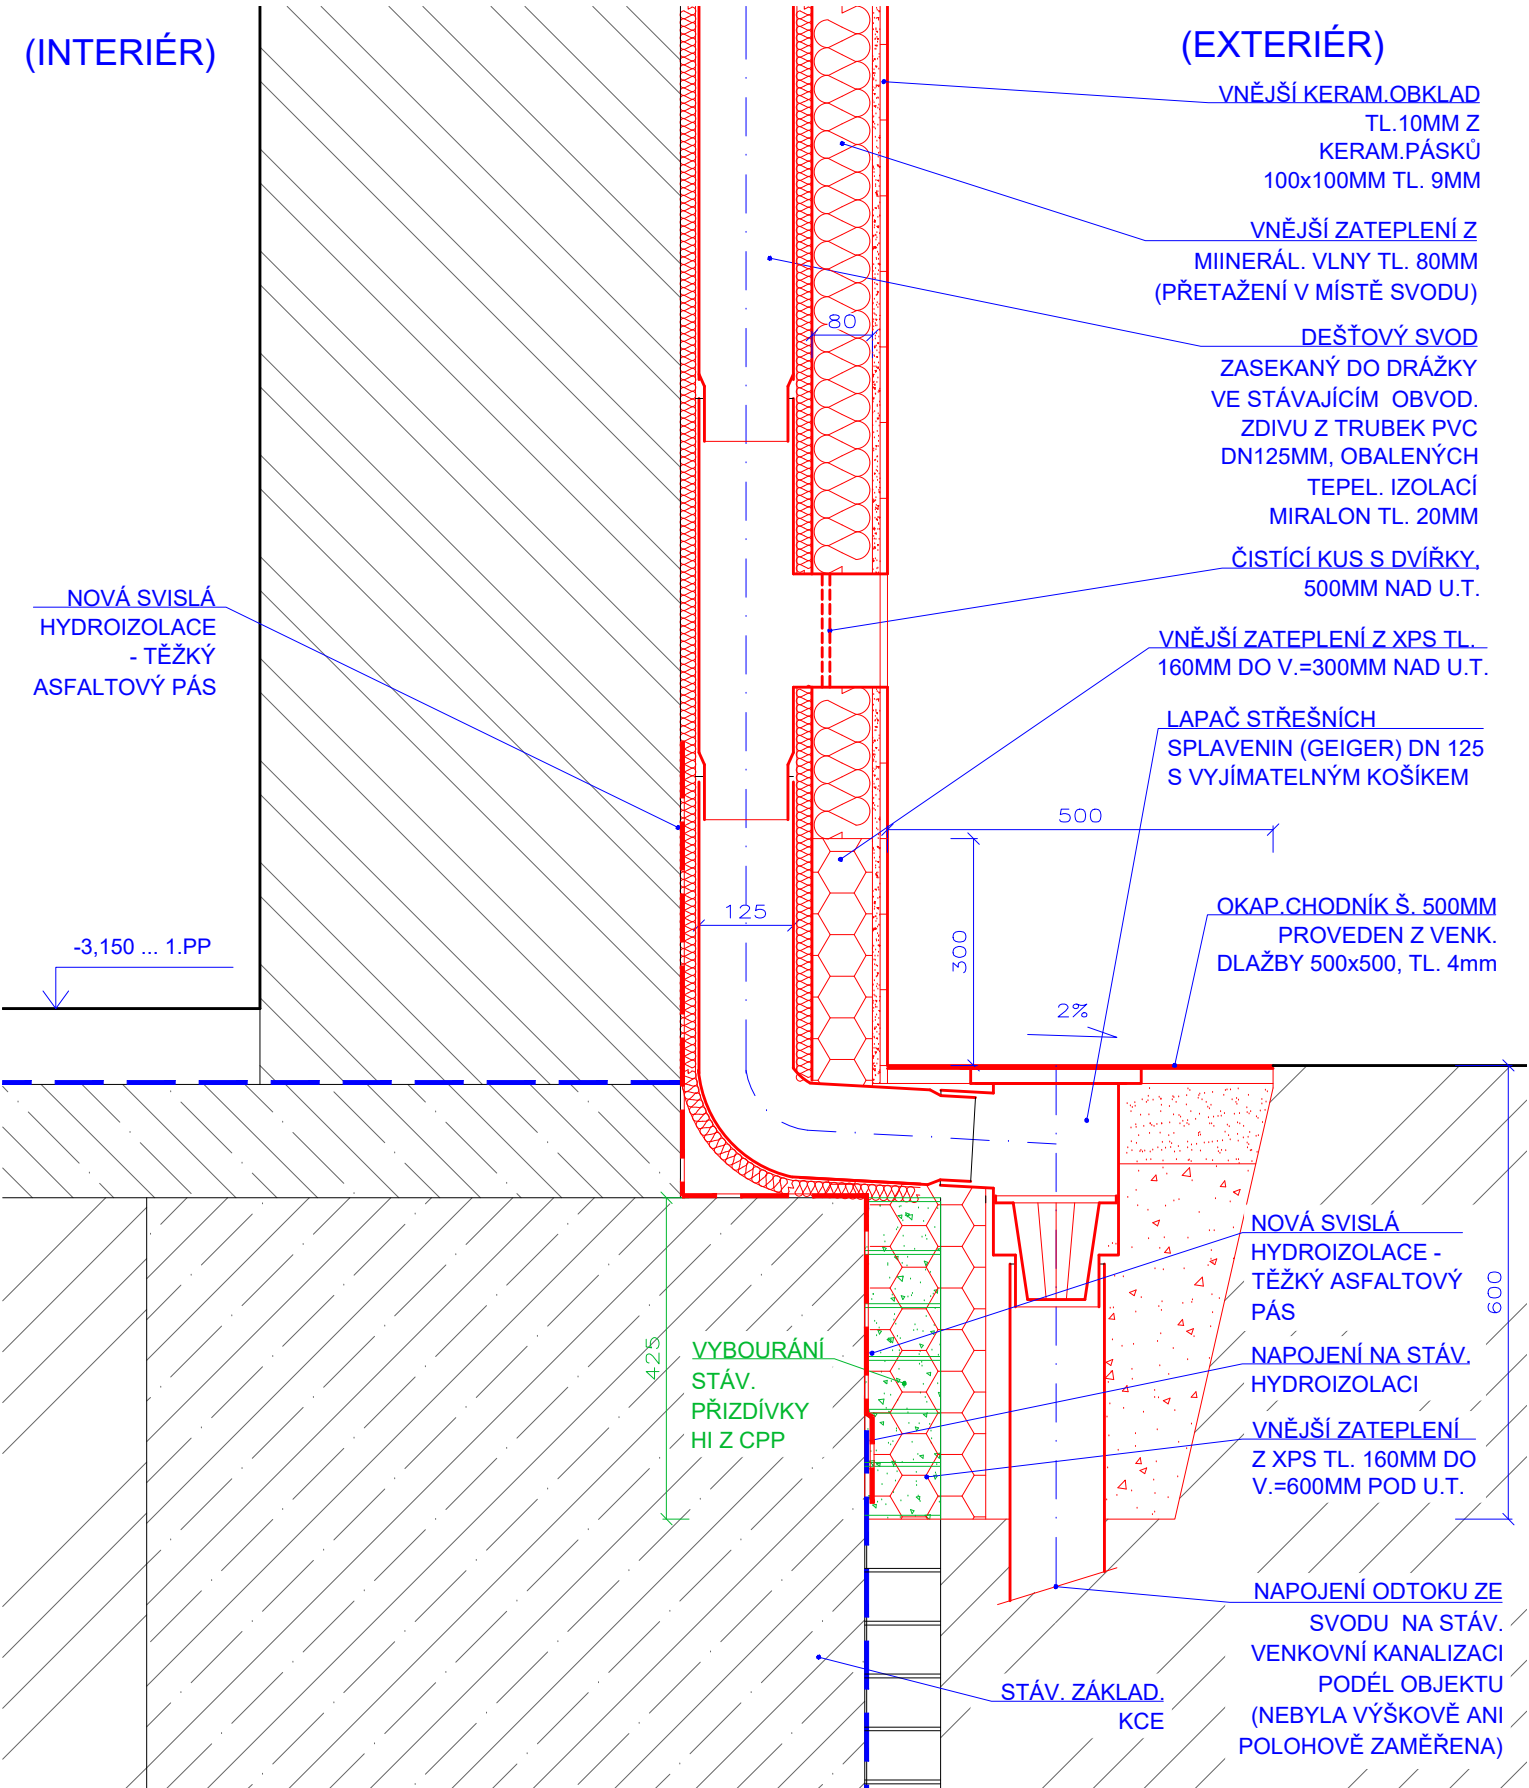 (INTERIÉR)
(EXTERIÉR)
VNĚJŠÍ KERAM.OBKLAD
TL.10MM Z
KERAM.PÁSKŮ
100x100MM TL. 9MM
VNĚJŠÍ ZATEPLENÍ Z
MIINERÁL. VLNY TL. 80MM
(PŘETAŽENÍ V MÍSTĚ SVODU)
80
DEŠŤOVÝ SVOD
ZASEKANÝ DO DRÁŽKY
VE STÁVAJÍCÍM OBVOD.
ZDIVU Z TRUBEK PVC
DN125MM, OBALENÝCH
TEPEL. IZOLACÍ
MIRALON TL. 20MM
ČISTÍCÍ KUS S DVÍŘKY,
500MM NAD U.T.
NOVÁ SVISLÁ
HYDROIZOLACE
- TĚŽKÝ
ASFALTOVÝ PÁS
VNĚJŠÍ ZATEPLENÍ Z XPS TL.
160MM DO V.=300MM NAD U.T.
LAPAČ STŘEŠNÍCH
SPLAVENIN (GEIGER) DN 125
S VYJÍMATELNÝM KOŠÍKEM
500
125
300
OKAP.CHODNÍK Š. 500MM
PROVEDEN Z VENK.
DLAŽBY 500x500, TL. 4mm
-3,150 ... 1.PP
2%
NOVÁ SVISLÁ
HYDROIZOLACE -
TĚŽKÝ ASFALTOVÝ
PÁS
600
425
VYBOURÁNÍ
STÁV.
PŘIZDÍVKY
HI Z CPP
NAPOJENÍ NA STÁV.
HYDROIZOLACI
VNĚJŠÍ ZATEPLENÍ
Z XPS TL. 160MM DO
V.=600MM POD U.T.
NAPOJENÍ ODTOKU ZE
SVODU NA STÁV.
VENKOVNÍ KANALIZACI
PODÉL OBJEKTU
(NEBYLA VÝŠKOVĚ ANI
POLOHOVĚ ZAMĚŘENA)
STÁV. ZÁKLAD.
KCE